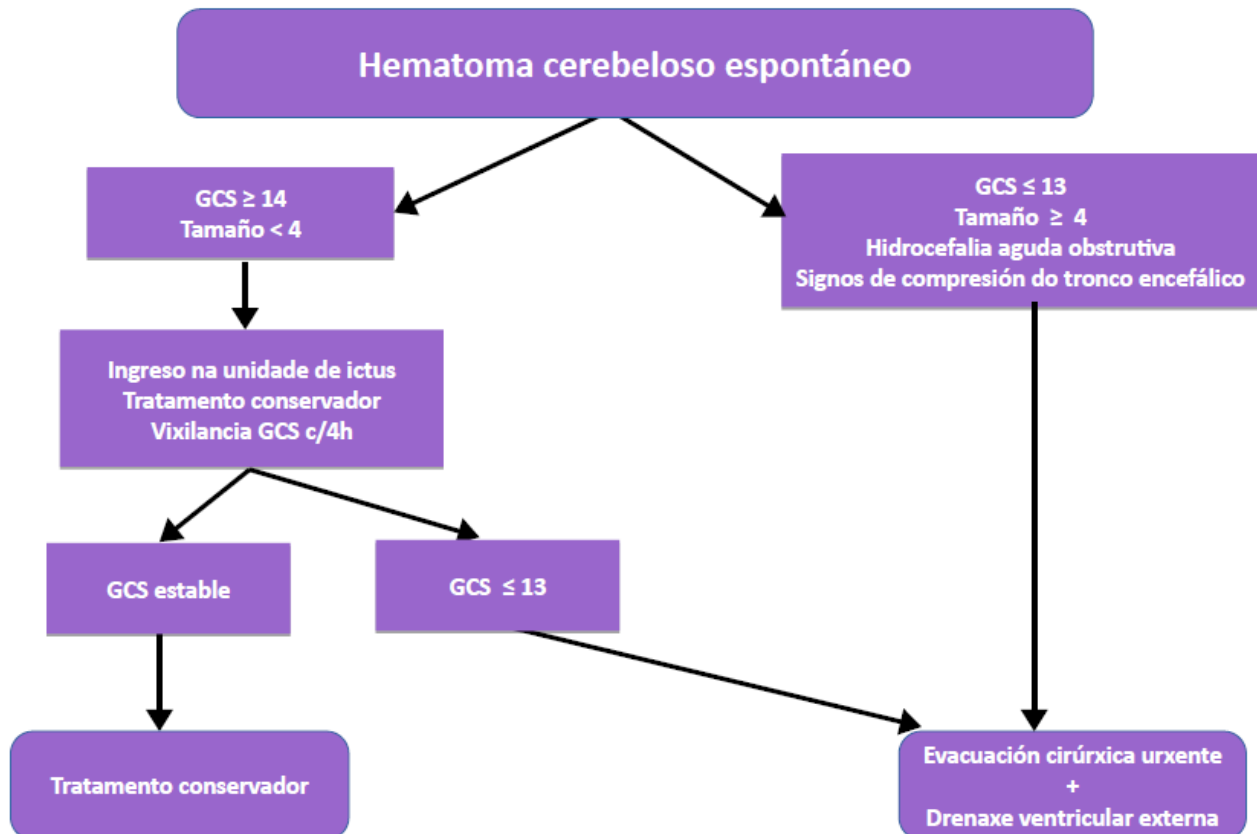 Hematoma cerebeloso espontáneo
GCS ≥ 14
Tamaño < 4
GCS ≤ 13
Tamaño ≥ 4
Hidrocefalia aguda obstrutiva
Signos de compresión do tronco encefálico
Ingreso na unidade de ictus
Tratamento conservador
Vixilancia GCS c/4h
GCS estable
GCS ≤ 13
Tratamento conservador
Evacuación cirúrxica urxente
+
Drenaxe ventricular externa